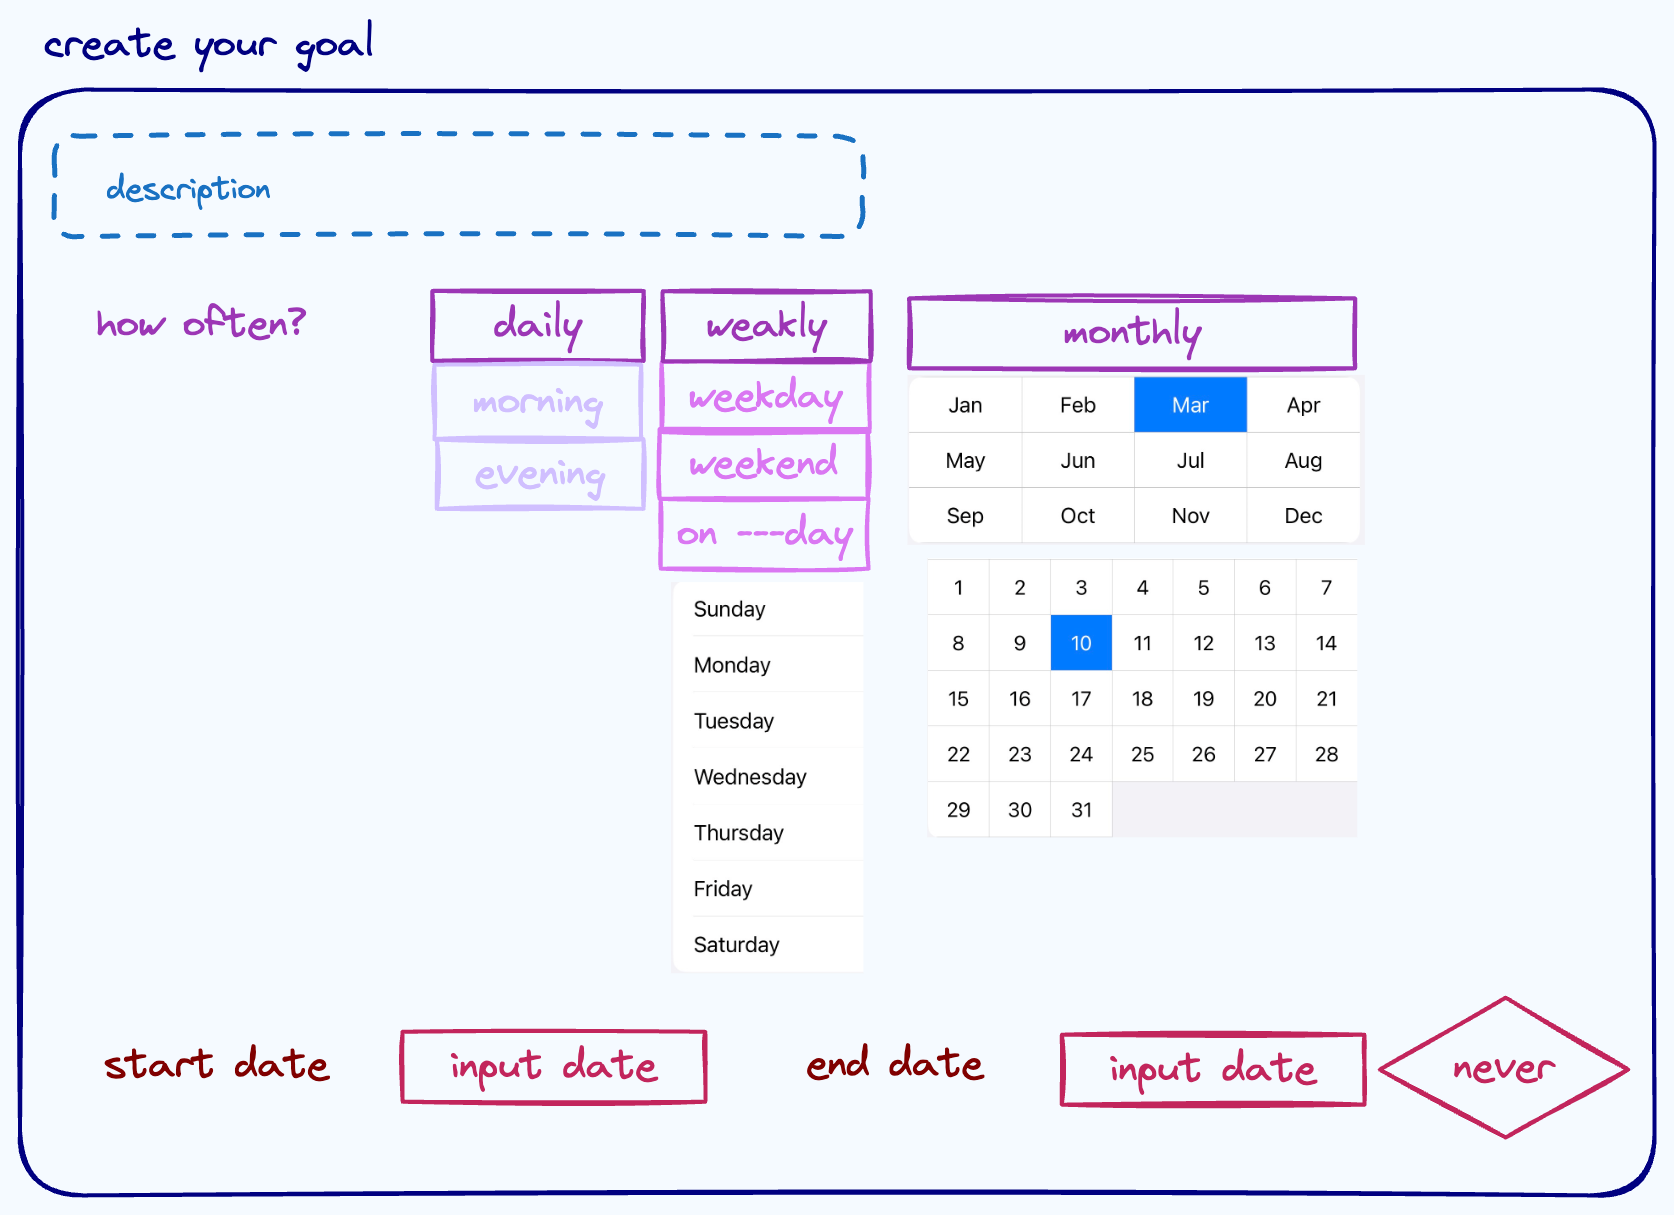 create your goal
description
how often?
daily
morning
evening
weakly
weekday
weekend
on ---day
Sunday
Monday
Tuesday
Wednesday
Thursday
Friday
Saturday
monthly
Jan Feb Mar Apr
May Jun Jul Aug
Sep Oct Nov Dec
1 2 3 4 5 6 7
8 9 10 11 12 13 14
15 16 17 18 19 20 21
22 23 24 25 26 27 28
29 30 31
start date input date end date input date never